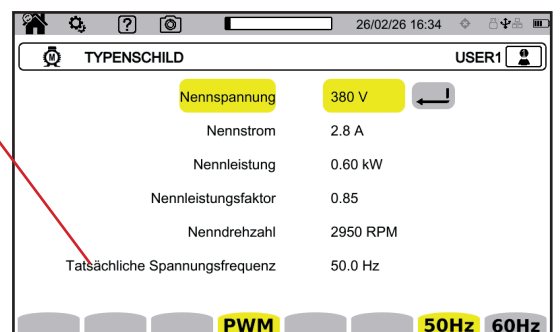 26/02/26 16:34
TYPENSCHILD USER1
Nennspannung 380 V
Nennstrom 2.8 A
Nennleistung 0.60 kW
Nennleistungsfaktor 0.85
Nenndrehzahl 2950 RPM
Tatsächliche Spannungsfrequenz 50.0 Hz
PWM 50Hz 60Hz